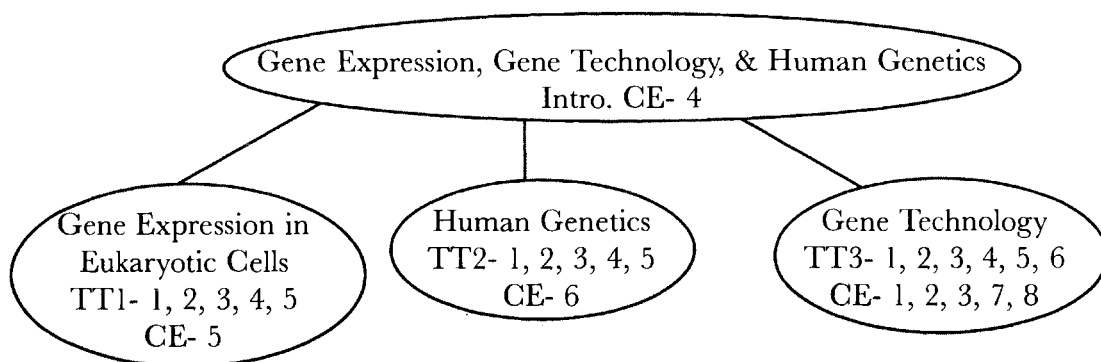 Gene Expression, Gene Technology, & Human Genetics
Intro. CE- 4
Gene Expression in
Eukaryotic Cells
TT1- 1, 2, 3, 4, 5
CE- 5
Human Genetics
TT2- 1, 2, 3, 4, 5
CE- 6
Gene Technology
TT3- 1, 2, 3, 4, 5, 6
CE- 1, 2, 3, 7, 8